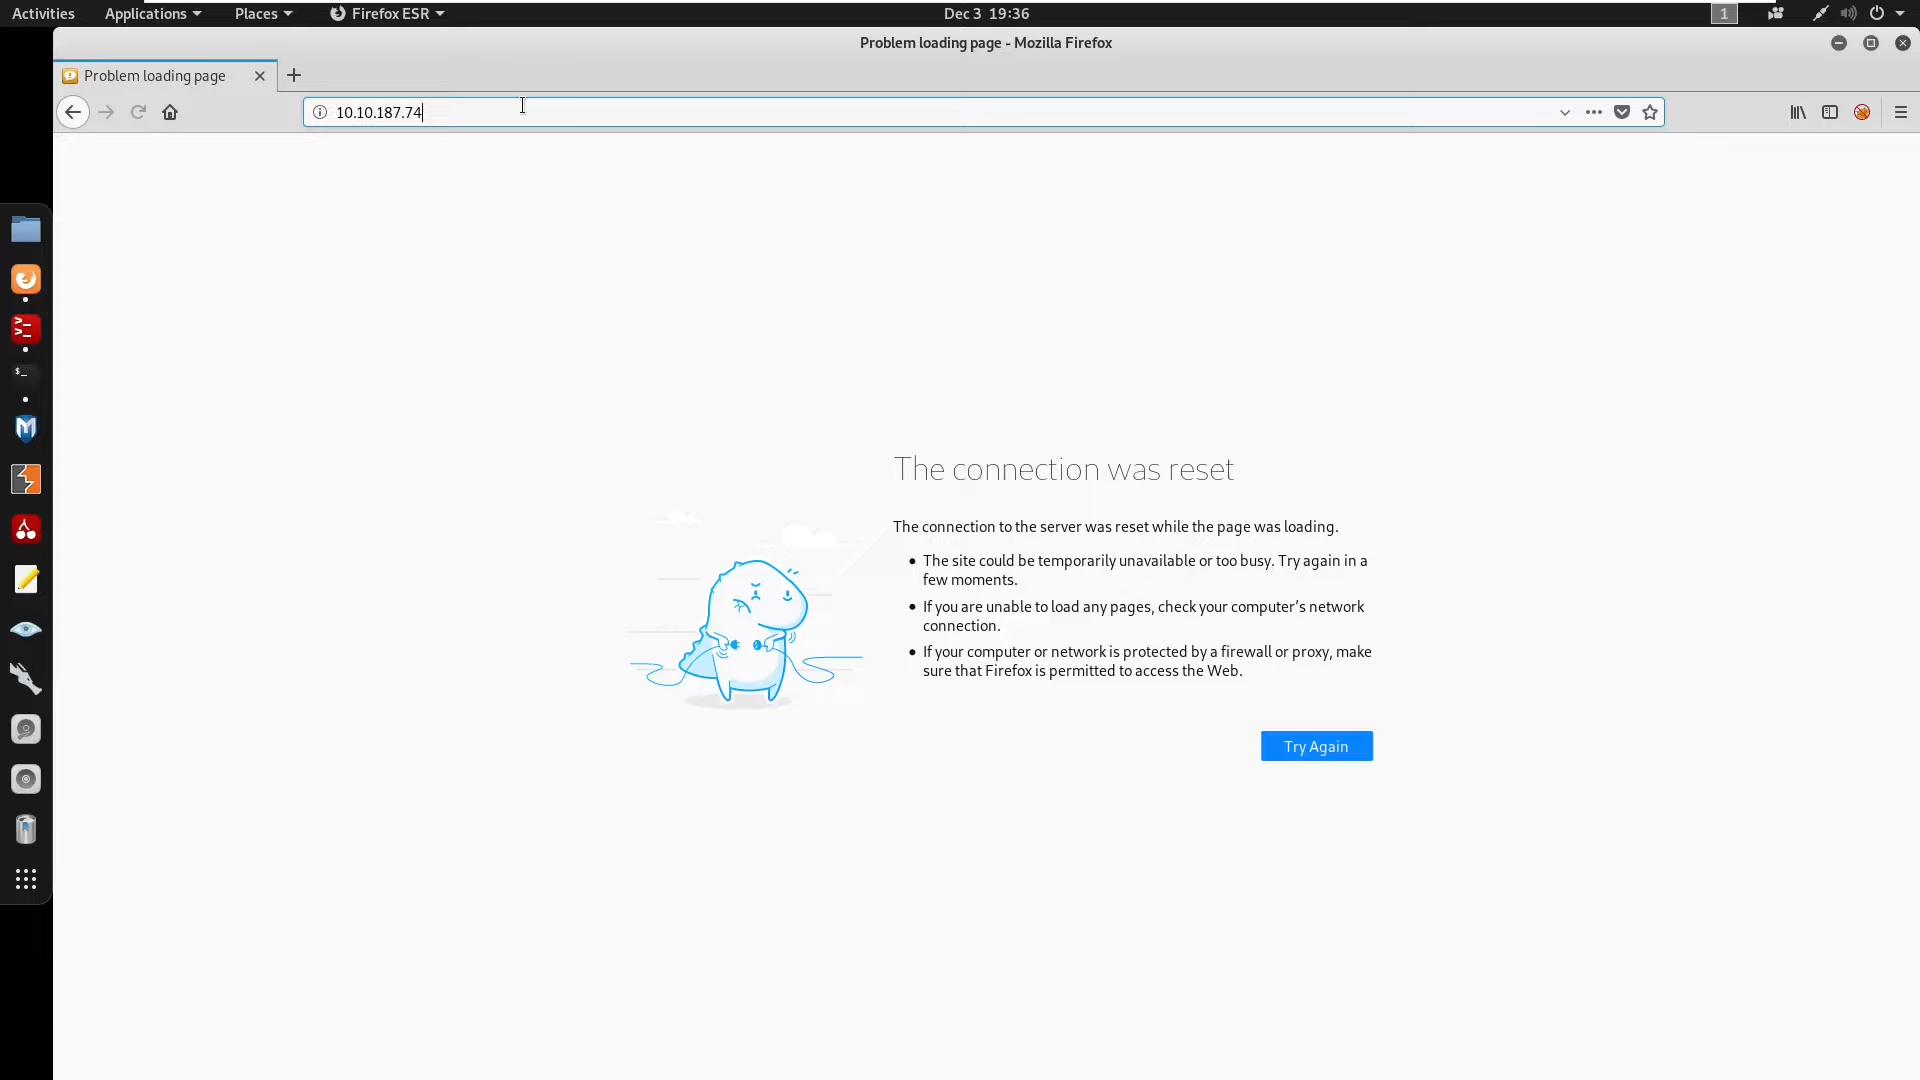 Activities Applications Places Firefox ESR Dec 3 19:36 1
Problem loading page - Mozilla Firefox
Problem loading page
10.10.187.74
The connection was reset
The connection to the server was reset while the page was loading.
The site could be temporarily unavailable or too busy. Try again in a
few moments.
If you are unable to load any pages, check your computer’s network
connection.
If your computer or network is protected by a firewall or proxy, make
sure that Firefox is permitted to access the Web.
Try Again